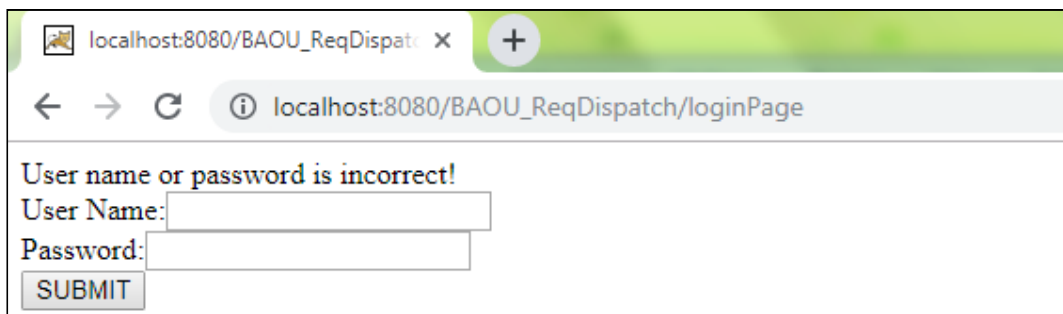 localhost:8080/BAOU_ReqDispatc
localhost:8080/BAOU_ReqDispatch/loginPage
User name or password is incorrect!
User Name:
Password:
SUBMIT